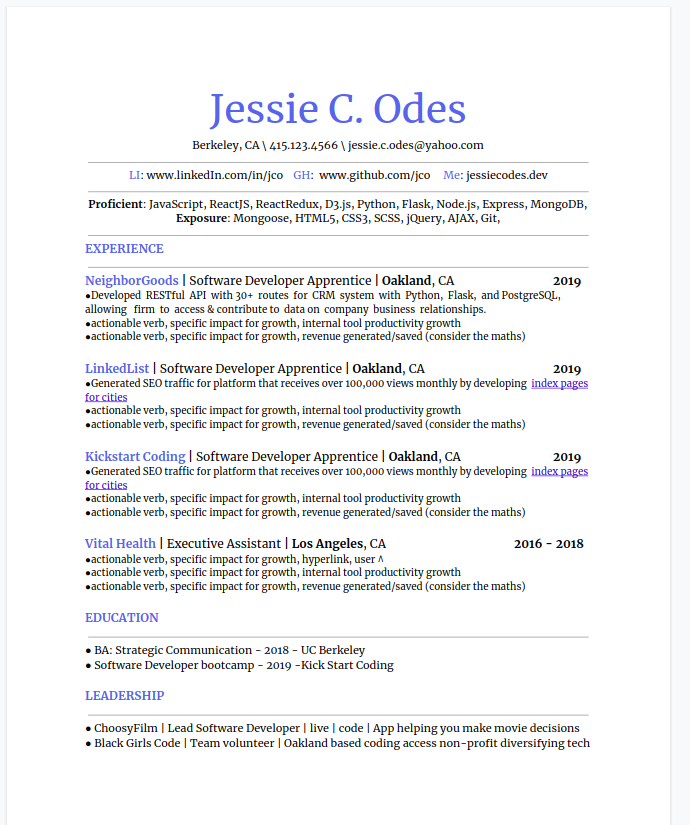 Jessie C. Odes
Berkeley, CA \ 415.123.4566 \ jessie.c.odes@yahoo.com
LI: www.linkedIn.com/in/jco GH: www.github.com/jco Me: jessiecodes.dev
Proficient: JavaScript, ReactJS, ReactRedux, D3.js, Python, Flask, Node.js, Express, MongoDB,
Exposure: Mongoose, HTML5, CSS3, SCSS, jQuery, AJAX, Git,
EXPERIENCE
NeighborGoods | Software Developer Apprentice | Oakland, CA 2019
●Developed RESTful API with 30+ routes for CRM system with Python, Flask, and PostgreSQL,
allowing firm to access & contribute to data on company business relationships.
●actionable verb, specific impact for growth, internal tool productivity growth
●actionable verb, specific impact for growth, revenue generated/saved (consider the maths)
LinkedList | Software Developer Apprentice | Oakland, CA 2019
●Generated SEO traffic for platform that receives over 100,000 views monthly by developing index pages
for cities
●actionable verb, specific impact for growth, internal tool productivity growth
●actionable verb, specific impact for growth, revenue generated/saved (consider the maths)
Kickstart Coding | Software Developer Apprentice | Oakland, CA 2019
●Generated SEO traffic for platform that receives over 100,000 views monthly by developing index pages
for cities
●actionable verb, specific impact for growth, internal tool productivity growth
●actionable verb, specific impact for growth, revenue generated/saved (consider the maths)
Vital Health | Executive Assistant | Los Angeles, CA 2016 - 2018
●actionable verb, specific impact for growth, hyperlink, user ^
●actionable verb, specific impact for growth, internal tool productivity growth
●actionable verb, specific impact for growth, revenue generated/saved (consider the maths)
EDUCATION
● BA: Strategic Communication - 2018 - UC Berkeley
● Software Developer bootcamp - 2019 -Kick Start Coding
LEADERSHIP
● ChoosyFilm | Lead Software Developer | live | code | App helping you make movie decisions
● Black Girls Code | Team volunteer | Oakland based coding access non-profit diversifying tech